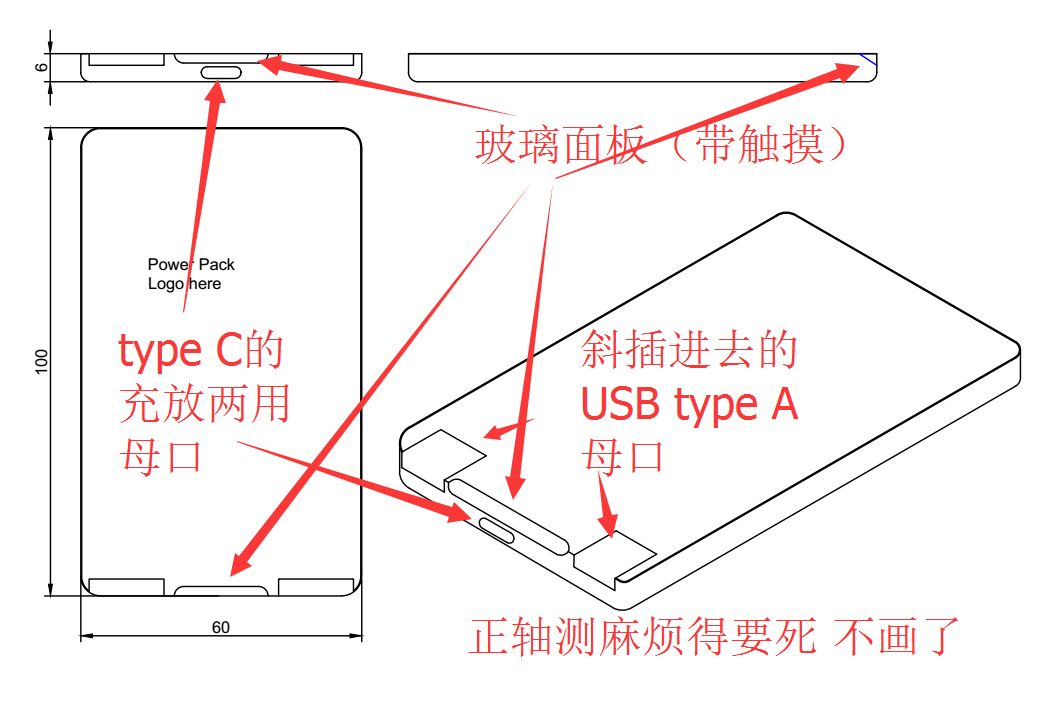 6
玻璃面板（带触摸）
Power Pack
Logo here
100
type C的
充放两用
母口
斜插进去的
USB type A
母口
60
正轴测麻烦得要死 不画了